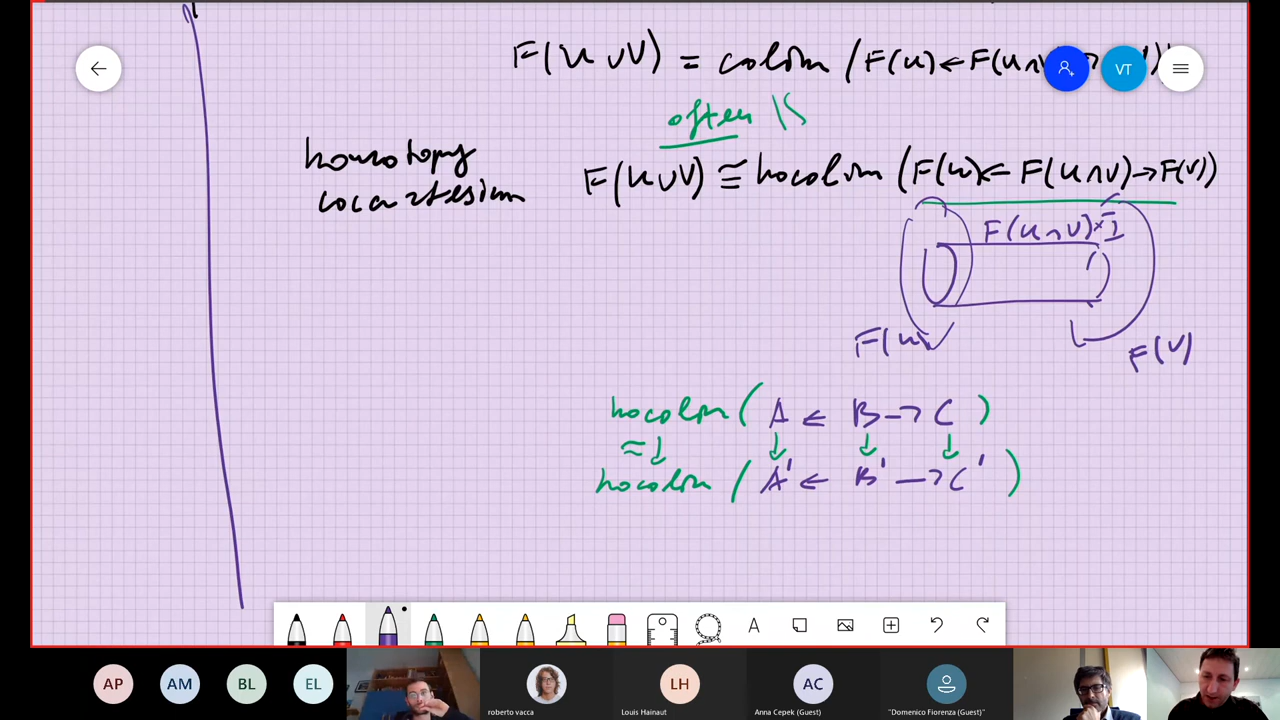 F(U∪V) = colim (F(U) ← F(U∩V
VT
often
homotopy
cocartesian
F(U∪V) ≅ hocolim (F(U) ← F(U∩V) → F(V))
F(U∩V)×I
F(U)
F(V)
hocolim ( A ← B → C )
≈ ↓ ↓ ↓ ↓
hocolim ( A' ← B' → C' )
A
AP
AM
BL
EL
roberto vacca
LH
Louis Hainaut
AC
Anna Cepek (Guest)
"Domenico Fiorenza (Guest)"